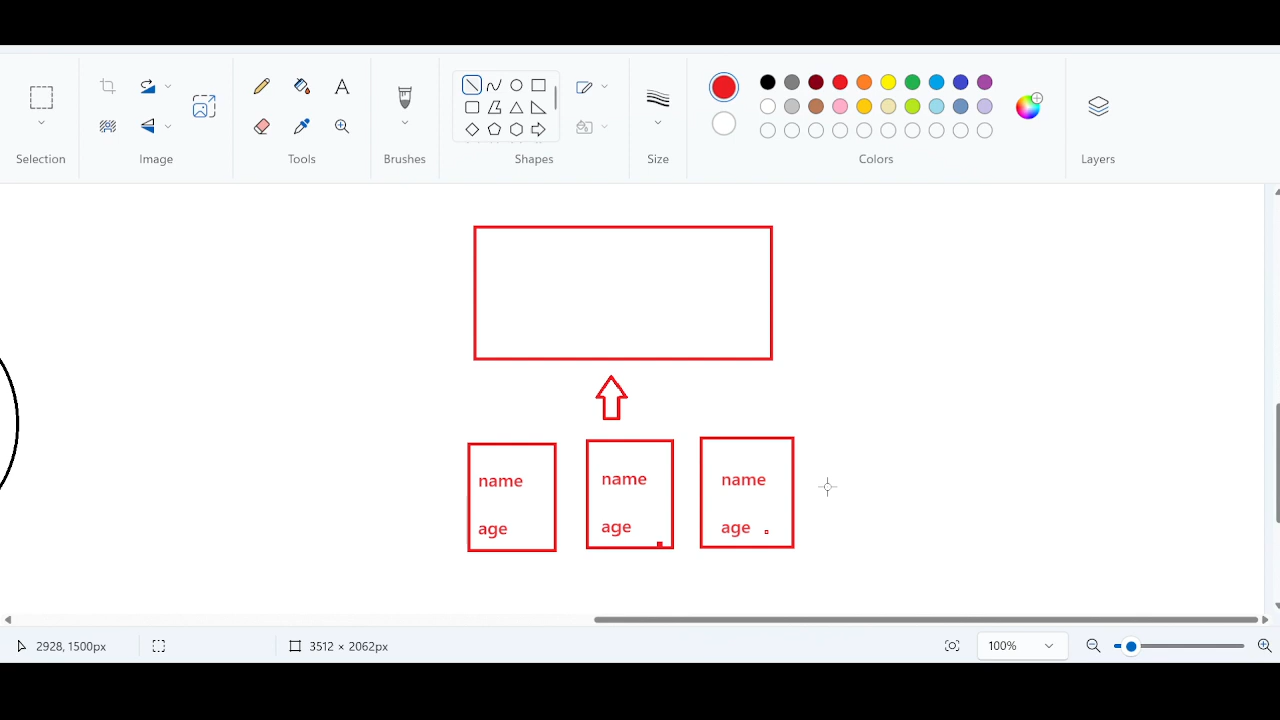 Selection
Image
Tools
Brushes
Shapes
Size
Colors
Layers
name name name
age age age
2928, 1500px
3512 × 2062px
100%